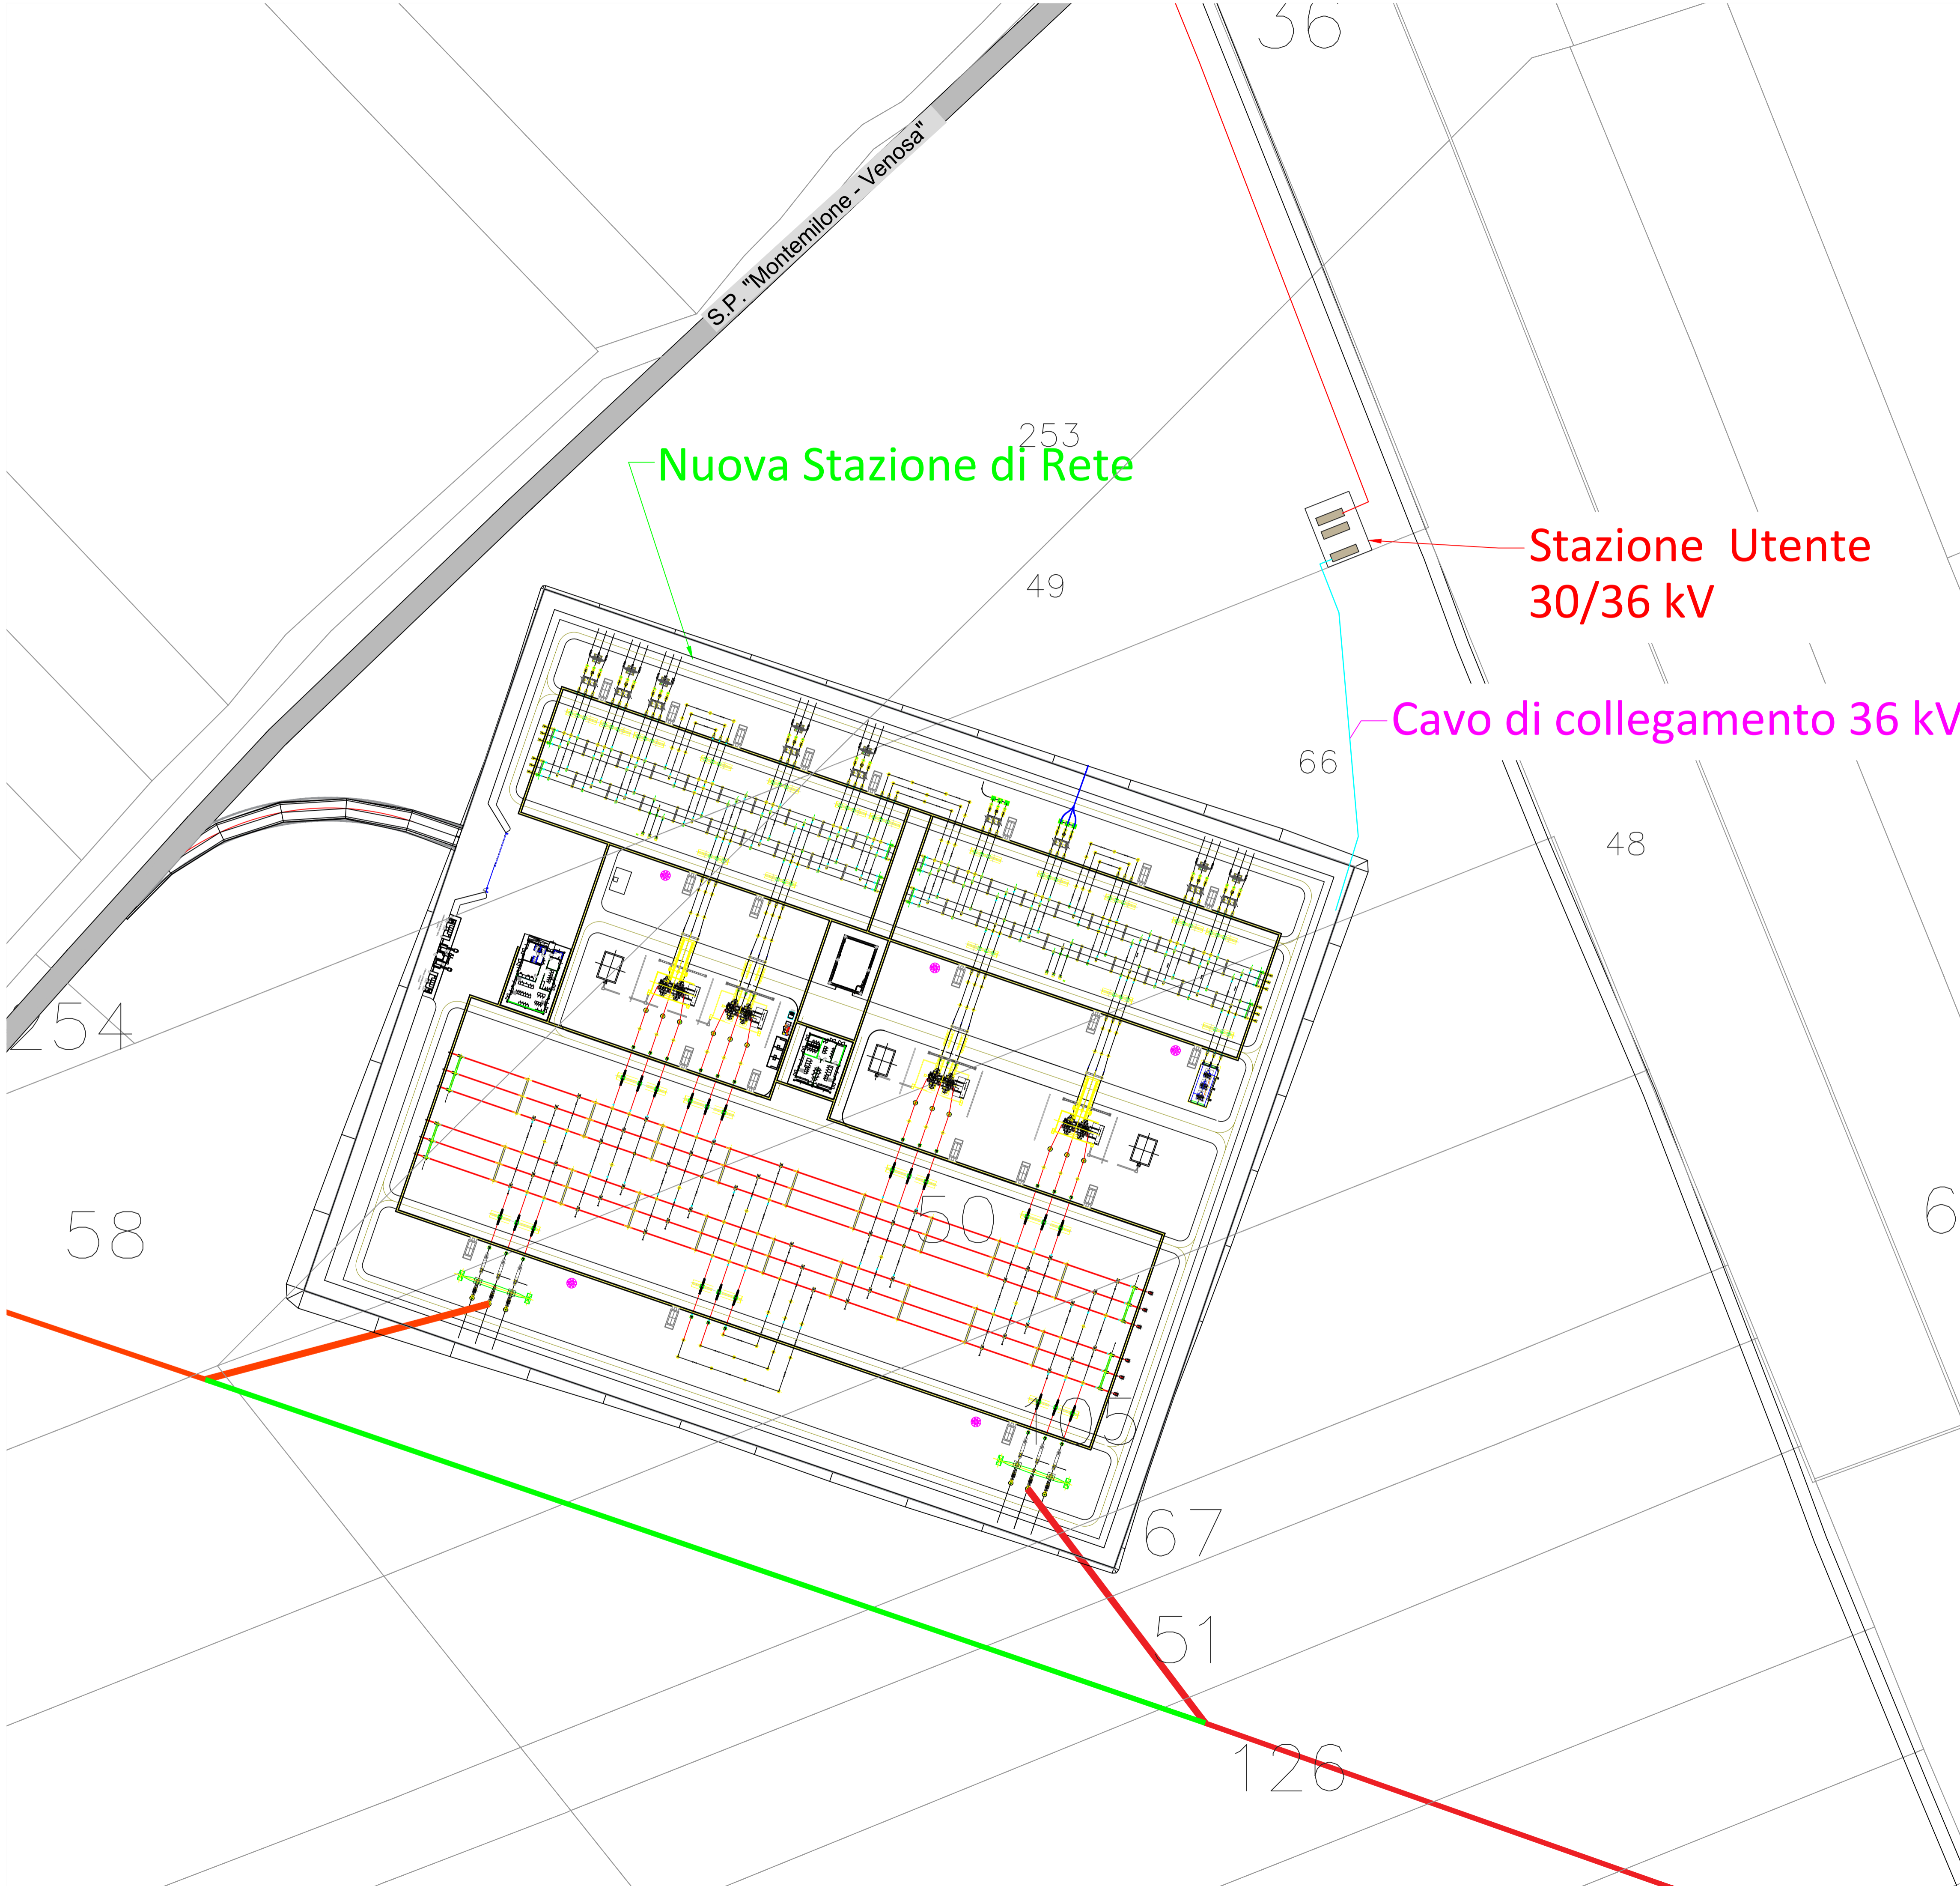 36
S.P. "Montemilone - Venosa"
253
Nuova Stazione di Rete
Stazione Utente
30/36 kV
49
Cavo di collegamento 36 kV
66
48
254
58
50
6
105
67
51
126